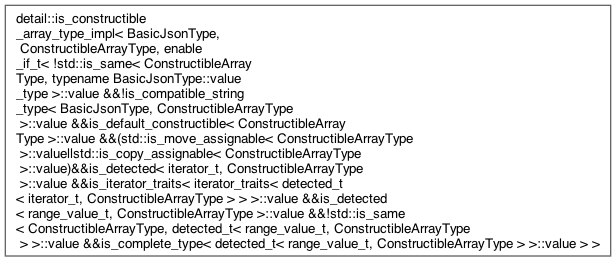 detail::is_constructible
_array_type_impl< BasicJsonType,
ConstructibleArrayType, enable
_if_t< !std::is_same< ConstructibleArray
Type, typename BasicJsonType::value
_type >::value &&!is_compatible_string
_type< BasicJsonType, ConstructibleArrayType
>::value &&is_default_constructible< ConstructibleArray
Type >::value &&(std::is_move_assignable< ConstructibleArrayType
>::value||std::is_copy_assignable< ConstructibleArrayType
>::value)&&is_detected< iterator_t, ConstructibleArrayType
>::value &&is_iterator_traits< iterator_traits< detected_t
< iterator_t, ConstructibleArrayType > > >::value &&is_detected
< range_value_t, ConstructibleArrayType >::value &&!std::is_same
< ConstructibleArrayType, detected_t< range_value_t, ConstructibleArrayType
> >::value &&is_complete_type< detected_t< range_value_t, ConstructibleArrayType > >::value > >